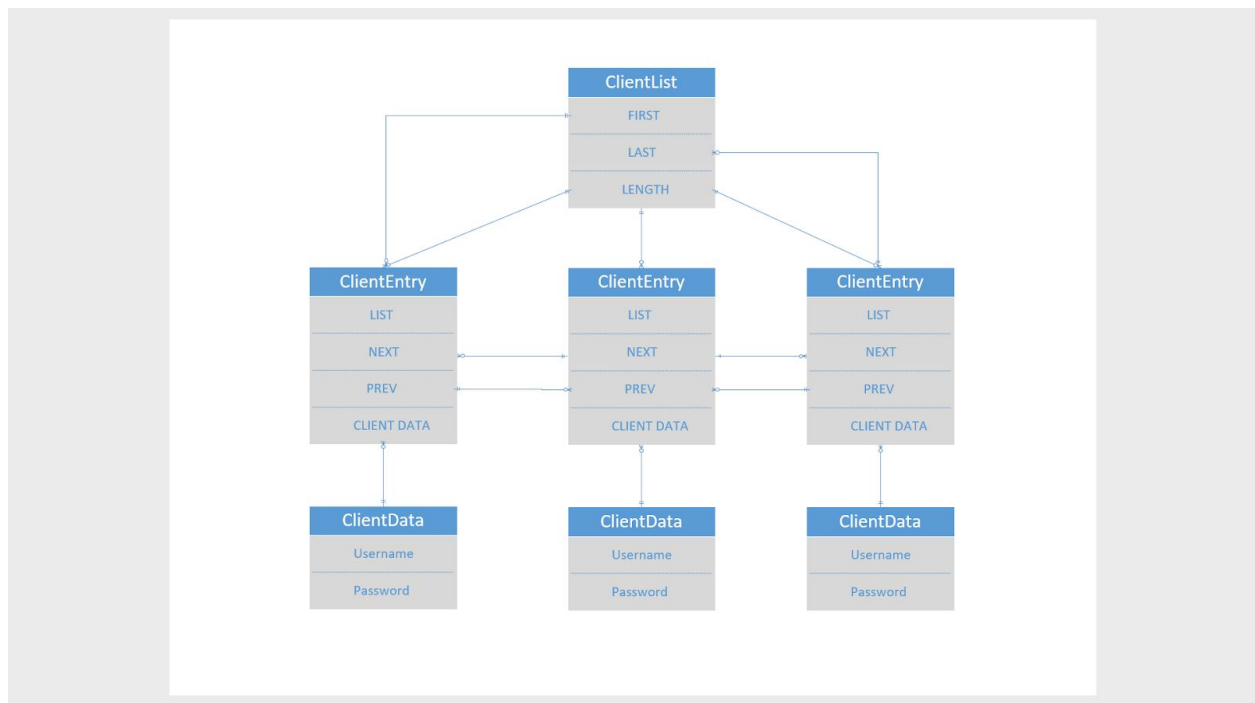 ClientList
FIRST
LAST
LENGTH
ClientEntry
LIST
NEXT
PREV
CLIENT DATA
ClientEntry
LIST
NEXT
PREV
CLIENT DATA
ClientEntry
LIST
NEXT
PREV
CLIENT DATA
ClientData
Username
Password
ClientData
Username
Password
ClientData
Username
Password